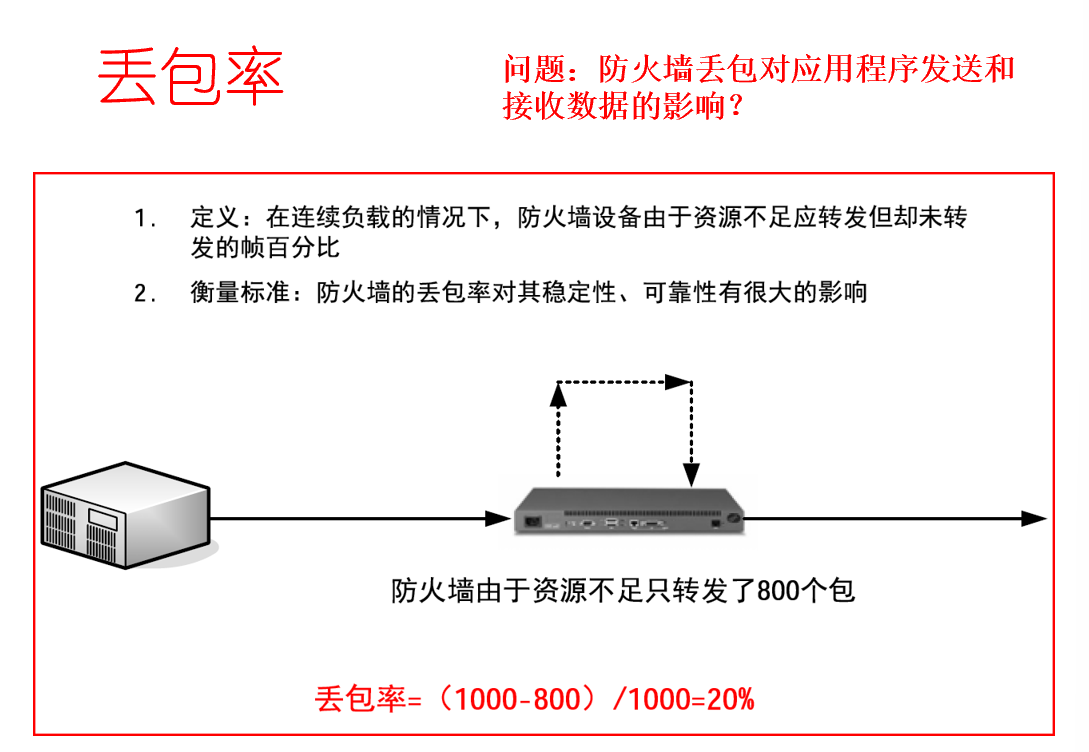 丢包率
问题：防火墙丢包对应用程序发送和
接收数据的影响？
1. 定义：在连续负载的情况下，防火墙设备由于资源不足应转发但却未转
发的帧百分比
2. 衡量标准：防火墙的丢包率对其稳定性、可靠性有很大的影响
防火墙由于资源不足只转发了800个包
丢包率=（1000-800）/1000=20%